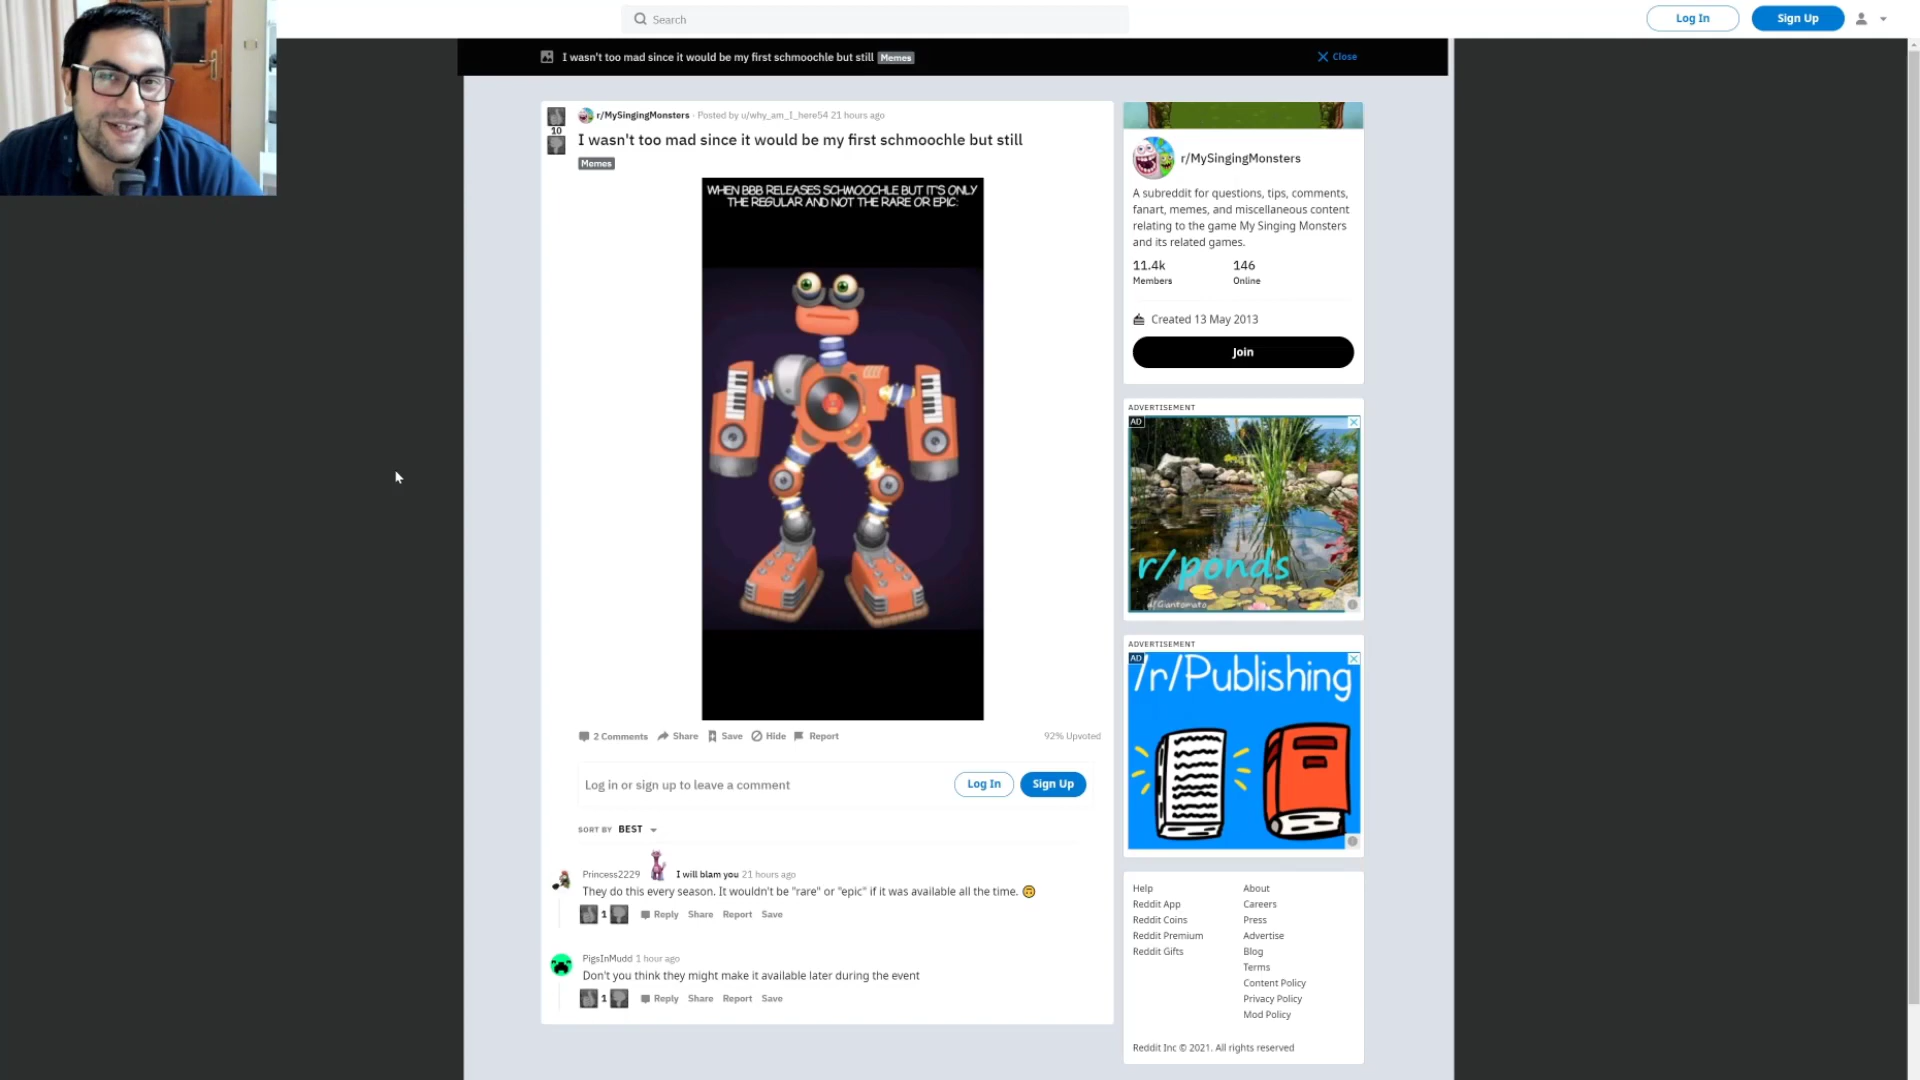 Search
Log In
Sign Up
I wasn't too mad since it would be my first schmoochle but still Memes
Close
10
r/MySingingMonsters · Posted by u/why_am_I_here54 21 hours ago
I wasn't too mad since it would be my first schmoochle but still
Memes
WHEN BBB RELEASES SCHMOOCHLE BUT IT'S ONLY
THE REGULAR AND NOT THE RARE OR EPIC:
2 Comments Share Save Hide Report
92% Upvoted
Log in or sign up to leave a comment
Log In
Sign Up
SORT BY BEST
Princess2229 I will blam you 21 hours ago
They do this every season. It wouldn't be "rare" or "epic" if it was available all the time. 🙃
1 Reply Share Report Save
PigsInMudd 1 hour ago
Don't you think they might make it available later during the event
1 Reply Share Report Save
r/MySingingMonsters
A subreddit for questions, tips, comments,
fanart, memes, and miscellaneous content
relating to the game My Singing Monsters
and its related games.
11.4k 146
Members Online
Created 13 May 2013
Join
ADVERTISEMENT
AD
r/ponds
u/Giantomato
ADVERTISEMENT
AD
/r/Publishing
Help About
Reddit App Careers
Reddit Coins Press
Reddit Premium Advertise
Reddit Gifts Blog
Terms
Content Policy
Privacy Policy
Mod Policy
Reddit Inc © 2021. All rights reserved